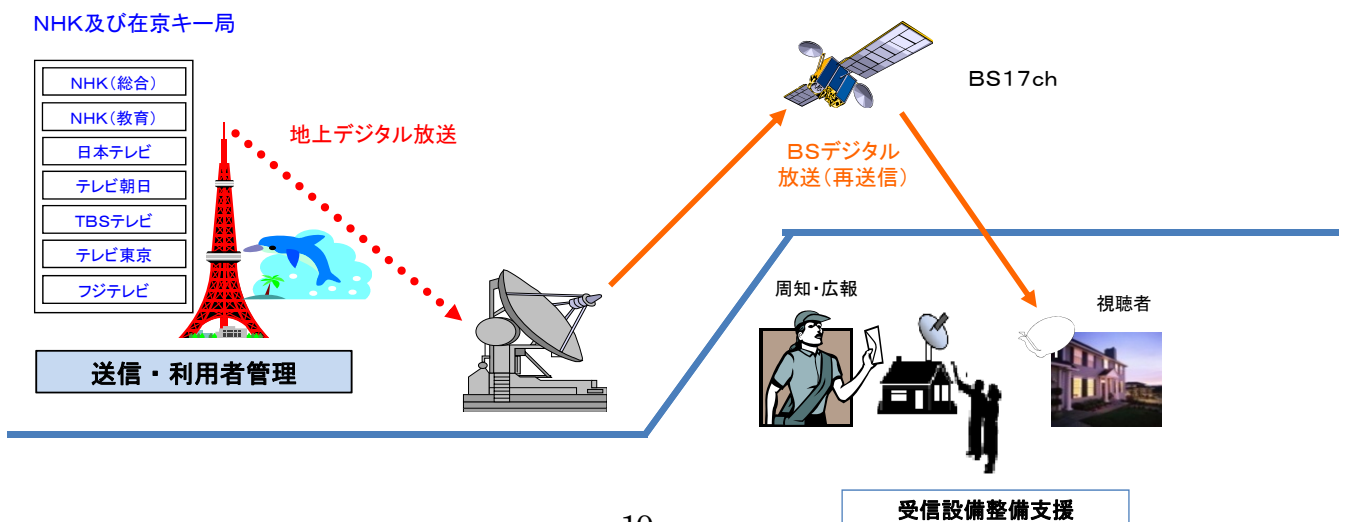 NHK及び在京キー局
NHK(総合)
NHK(教育)
日本テレビ
テレビ朝日
TBSテレビ
テレビ東京
フジテレビ
地上デジタル放送
送信・利用者管理
BS17ch
BSデジタル
放送(再送信)
周知・広報
視聴者
受信設備整備支援